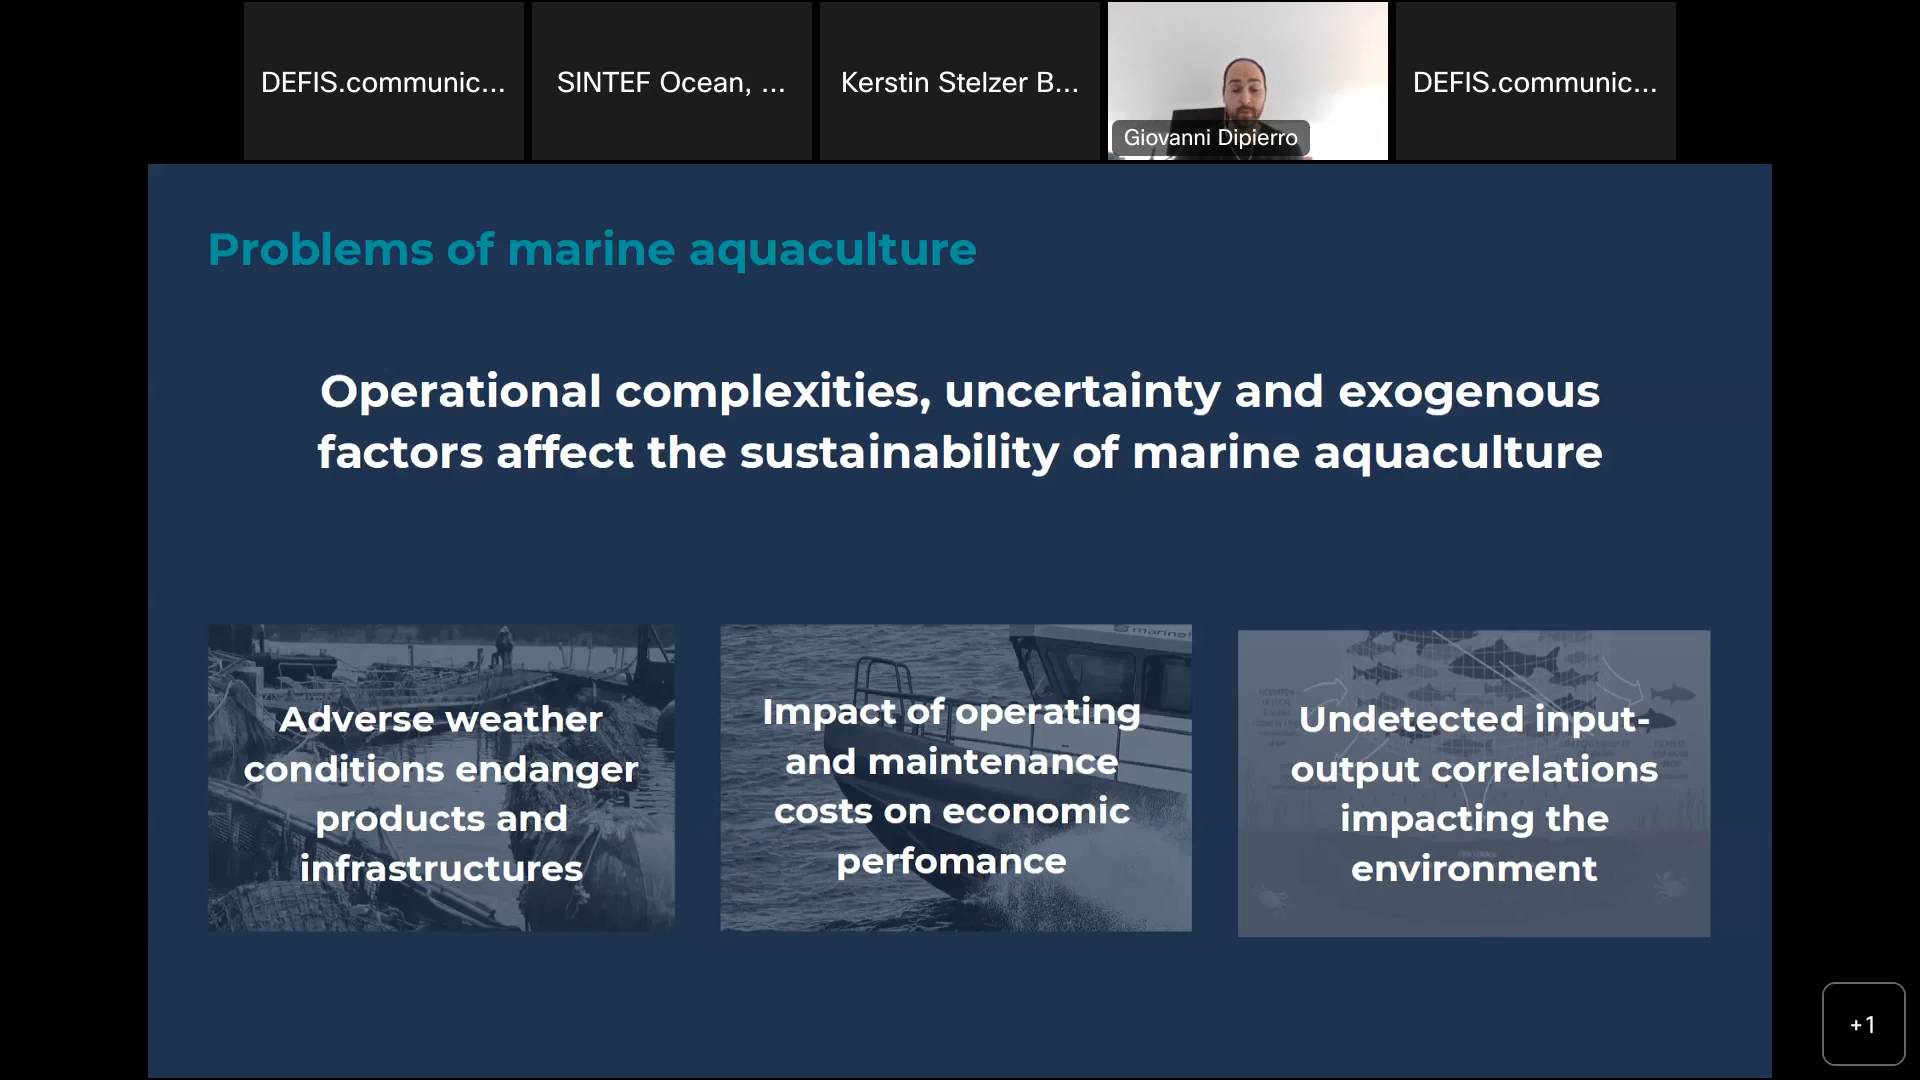 DEFIS.communic...
SINTEF Ocean, ...
Kerstin Stelzer B...
Giovanni Dipierro
DEFIS.communic...
Problems of marine aquaculture
Operational complexities, uncertainty and exogenous
factors affect the sustainability of marine aquaculture
Adverse weather
conditions endanger
products and
infrastructures
Impact of operating
and maintenance
costs on economic
perfomance
Undetected input-
output correlations
impacting the
environment
+1